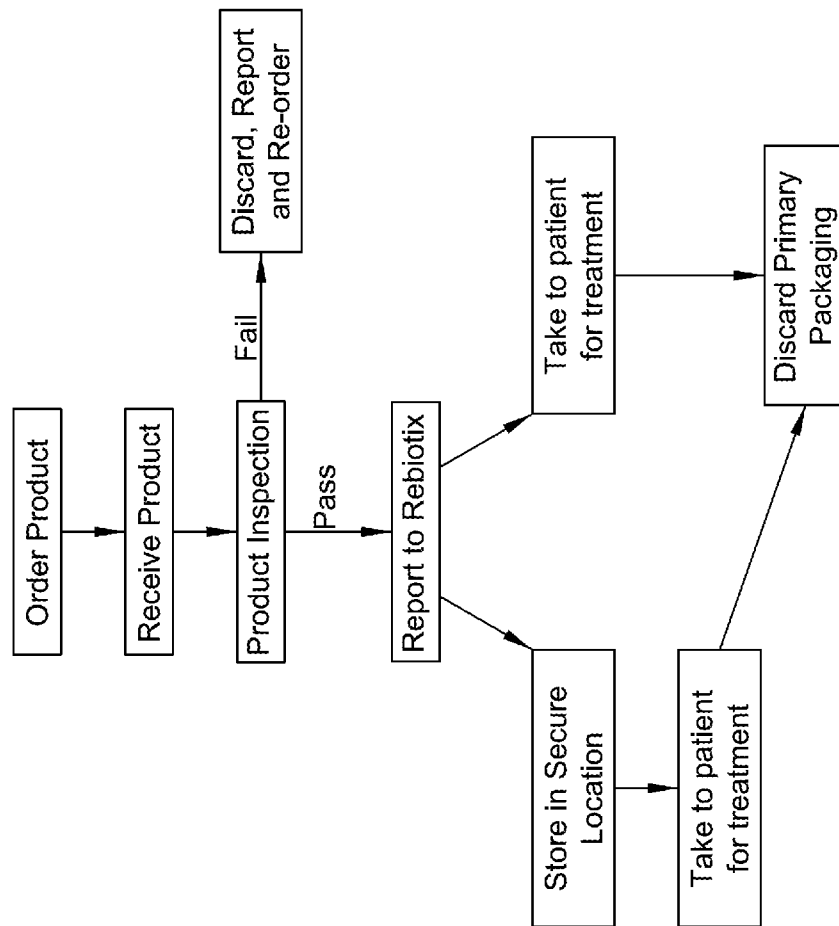 Order Product
Receive Product
Product Inspection
Fail
Discard, Report
and Re-order
Pass
Report to Rebiotix
Store in Secure
Location
Take to patient
for treatment
Take to patient
for treatment
Discard Primary
Packaging